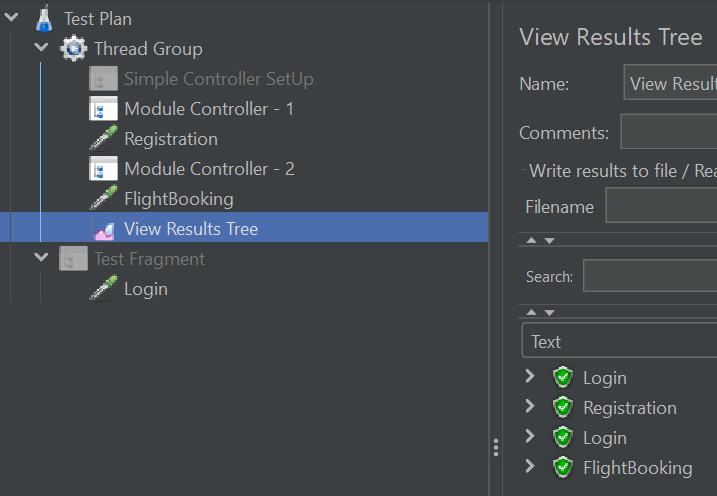 Test Plan
Thread Group
Simple Controller SetUp
Module Controller - 1
Registration
Module Controller - 2
FlightBooking
View Results Tree
Test Fragment
Login
View Results Tree
Name: View Result
Comments:
Write results to file / Rea
Filename
Search:
Text
Login
Registration
Login
FlightBooking